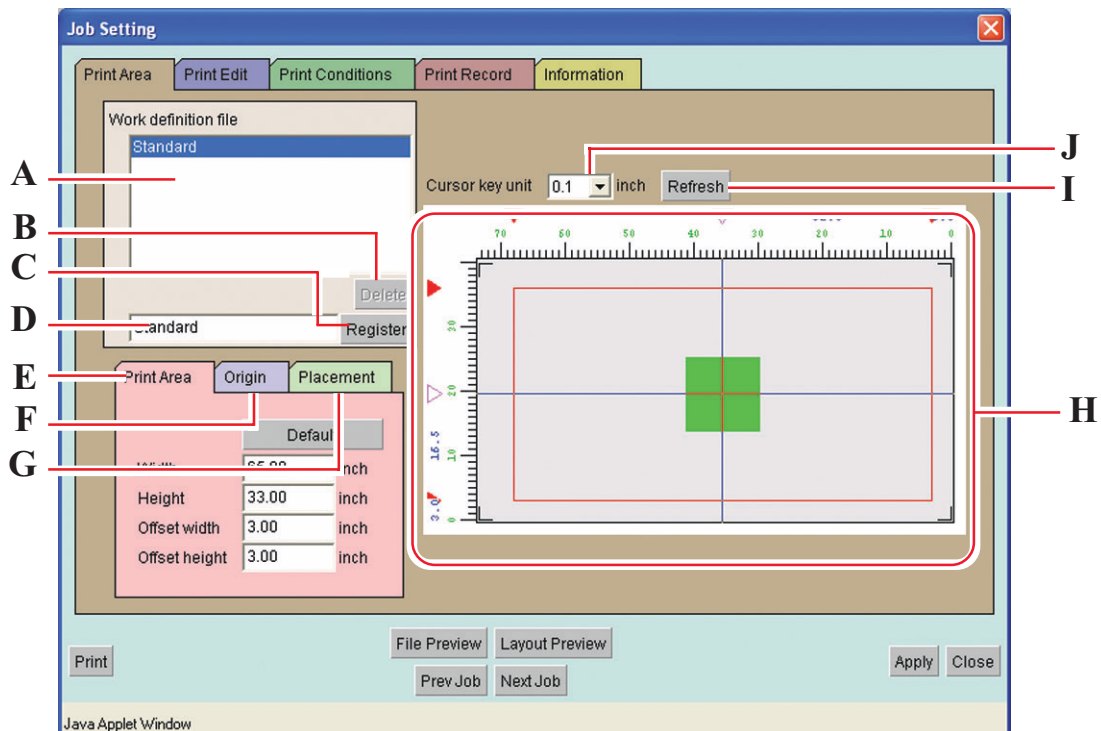 Job Setting
Print Area Print Edit Print Conditions Print Record Information
Work definition file
Standard
A
J
Cursor key unit 0.1 inch Refresh
I
B
C
Delete
D
Standard Register
70 60 50 40 30 20 10 0
30
20
16.5
10
3.0
0
E
Print Area Origin Placement
F
H
Default
G
Width 65.00 inch
Height 33.00 inch
Offset width 3.00 inch
Offset height 3.00 inch
File Preview Layout Preview
Print
Apply Close
Prev Job Next Job
Java Applet Window